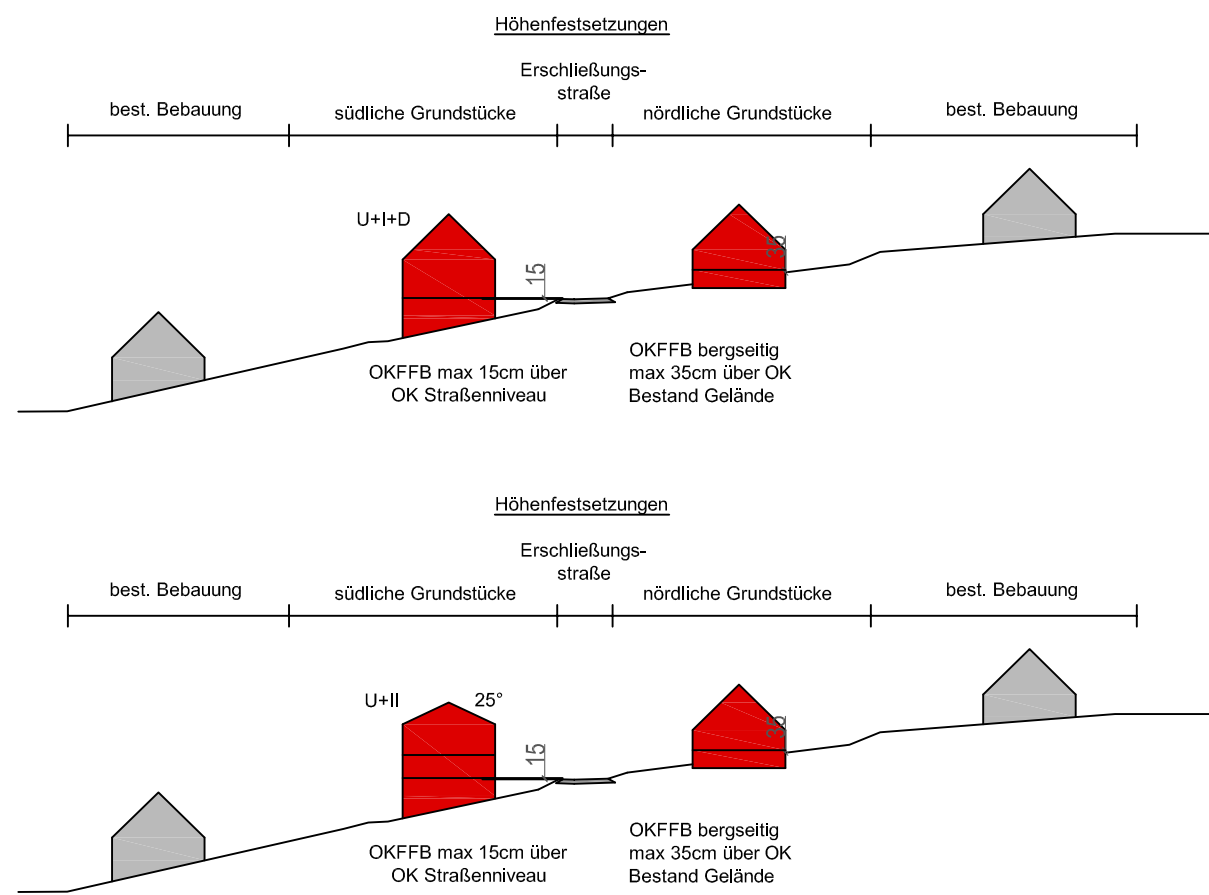 Höhenfestsetzungen
Erschließungs-
straße
best. Bebauung
südliche Grundstücke
nördliche Grundstücke
best. Bebauung
U+I+D
15
35
OKFFB max 15cm über
OK Straßenniveau
OKFFB bergseitig
max 35cm über OK
Bestand Gelände
Höhenfestsetzungen
Erschließungs-
straße
best. Bebauung
südliche Grundstücke
nördliche Grundstücke
best. Bebauung
U+II
25°
15
35
OKFFB max 15cm über
OK Straßenniveau
OKFFB bergseitig
max 35cm über OK
Bestand Gelände